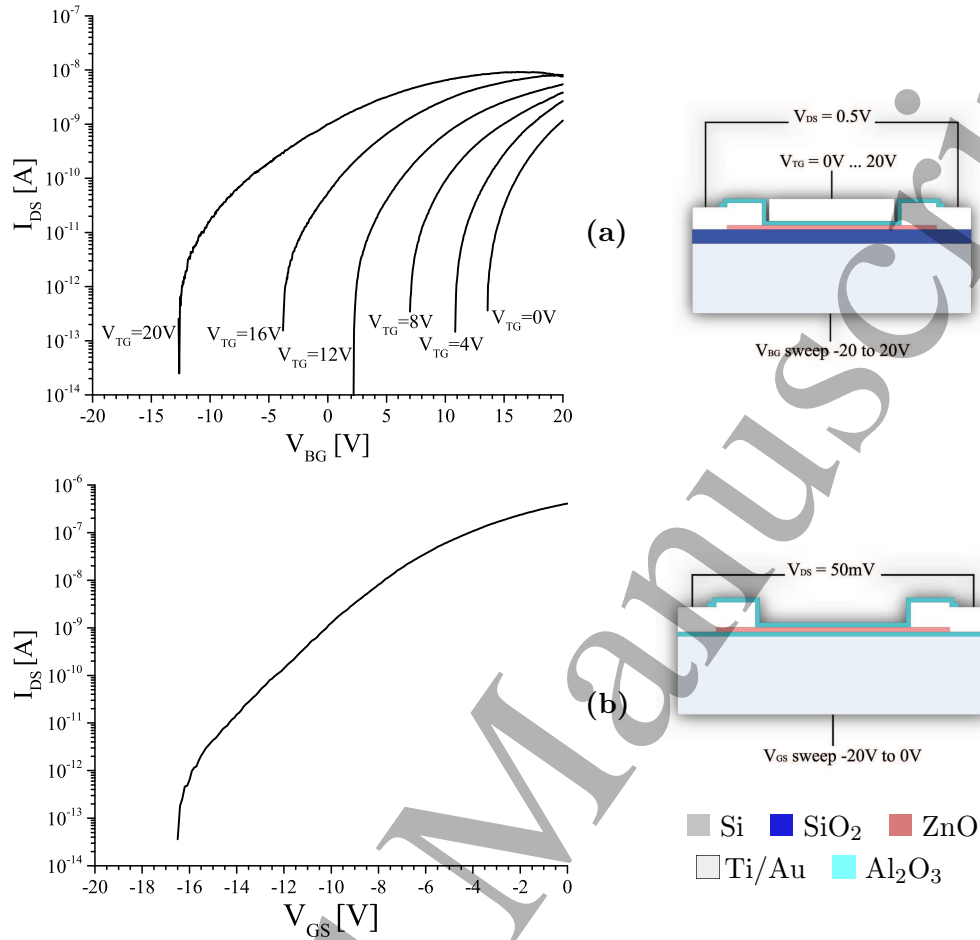 10⁻⁷
10⁻⁸
10⁻⁹
10⁻¹⁰
10⁻¹¹
10⁻¹²
10⁻¹³
10⁻¹⁴
I_DS [A]
V_TG=20V
V_TG=16V
V_TG=12V
V_TG=8V
V_TG=4V
V_TG=0V
-20 -15 -10 -5 0 5 10 15 20
V_BG [V]
(a)
V_DS = 0.5V
V_TG = 0V ... 20V
V_BG sweep -20 to 20V
10⁻⁶
10⁻⁷
10⁻⁸
10⁻⁹
10⁻¹⁰
10⁻¹¹
10⁻¹²
10⁻¹³
10⁻¹⁴
I_DS [A]
-20 -18 -16 -14 -12 -10 -8 -6 -4 -2 0
V_GS [V]
(b)
V_DS = 50mV
V_GS sweep -20V to 0V
Si SiO₂ ZnO
Ti/Au Al₂O₃
Manuscri